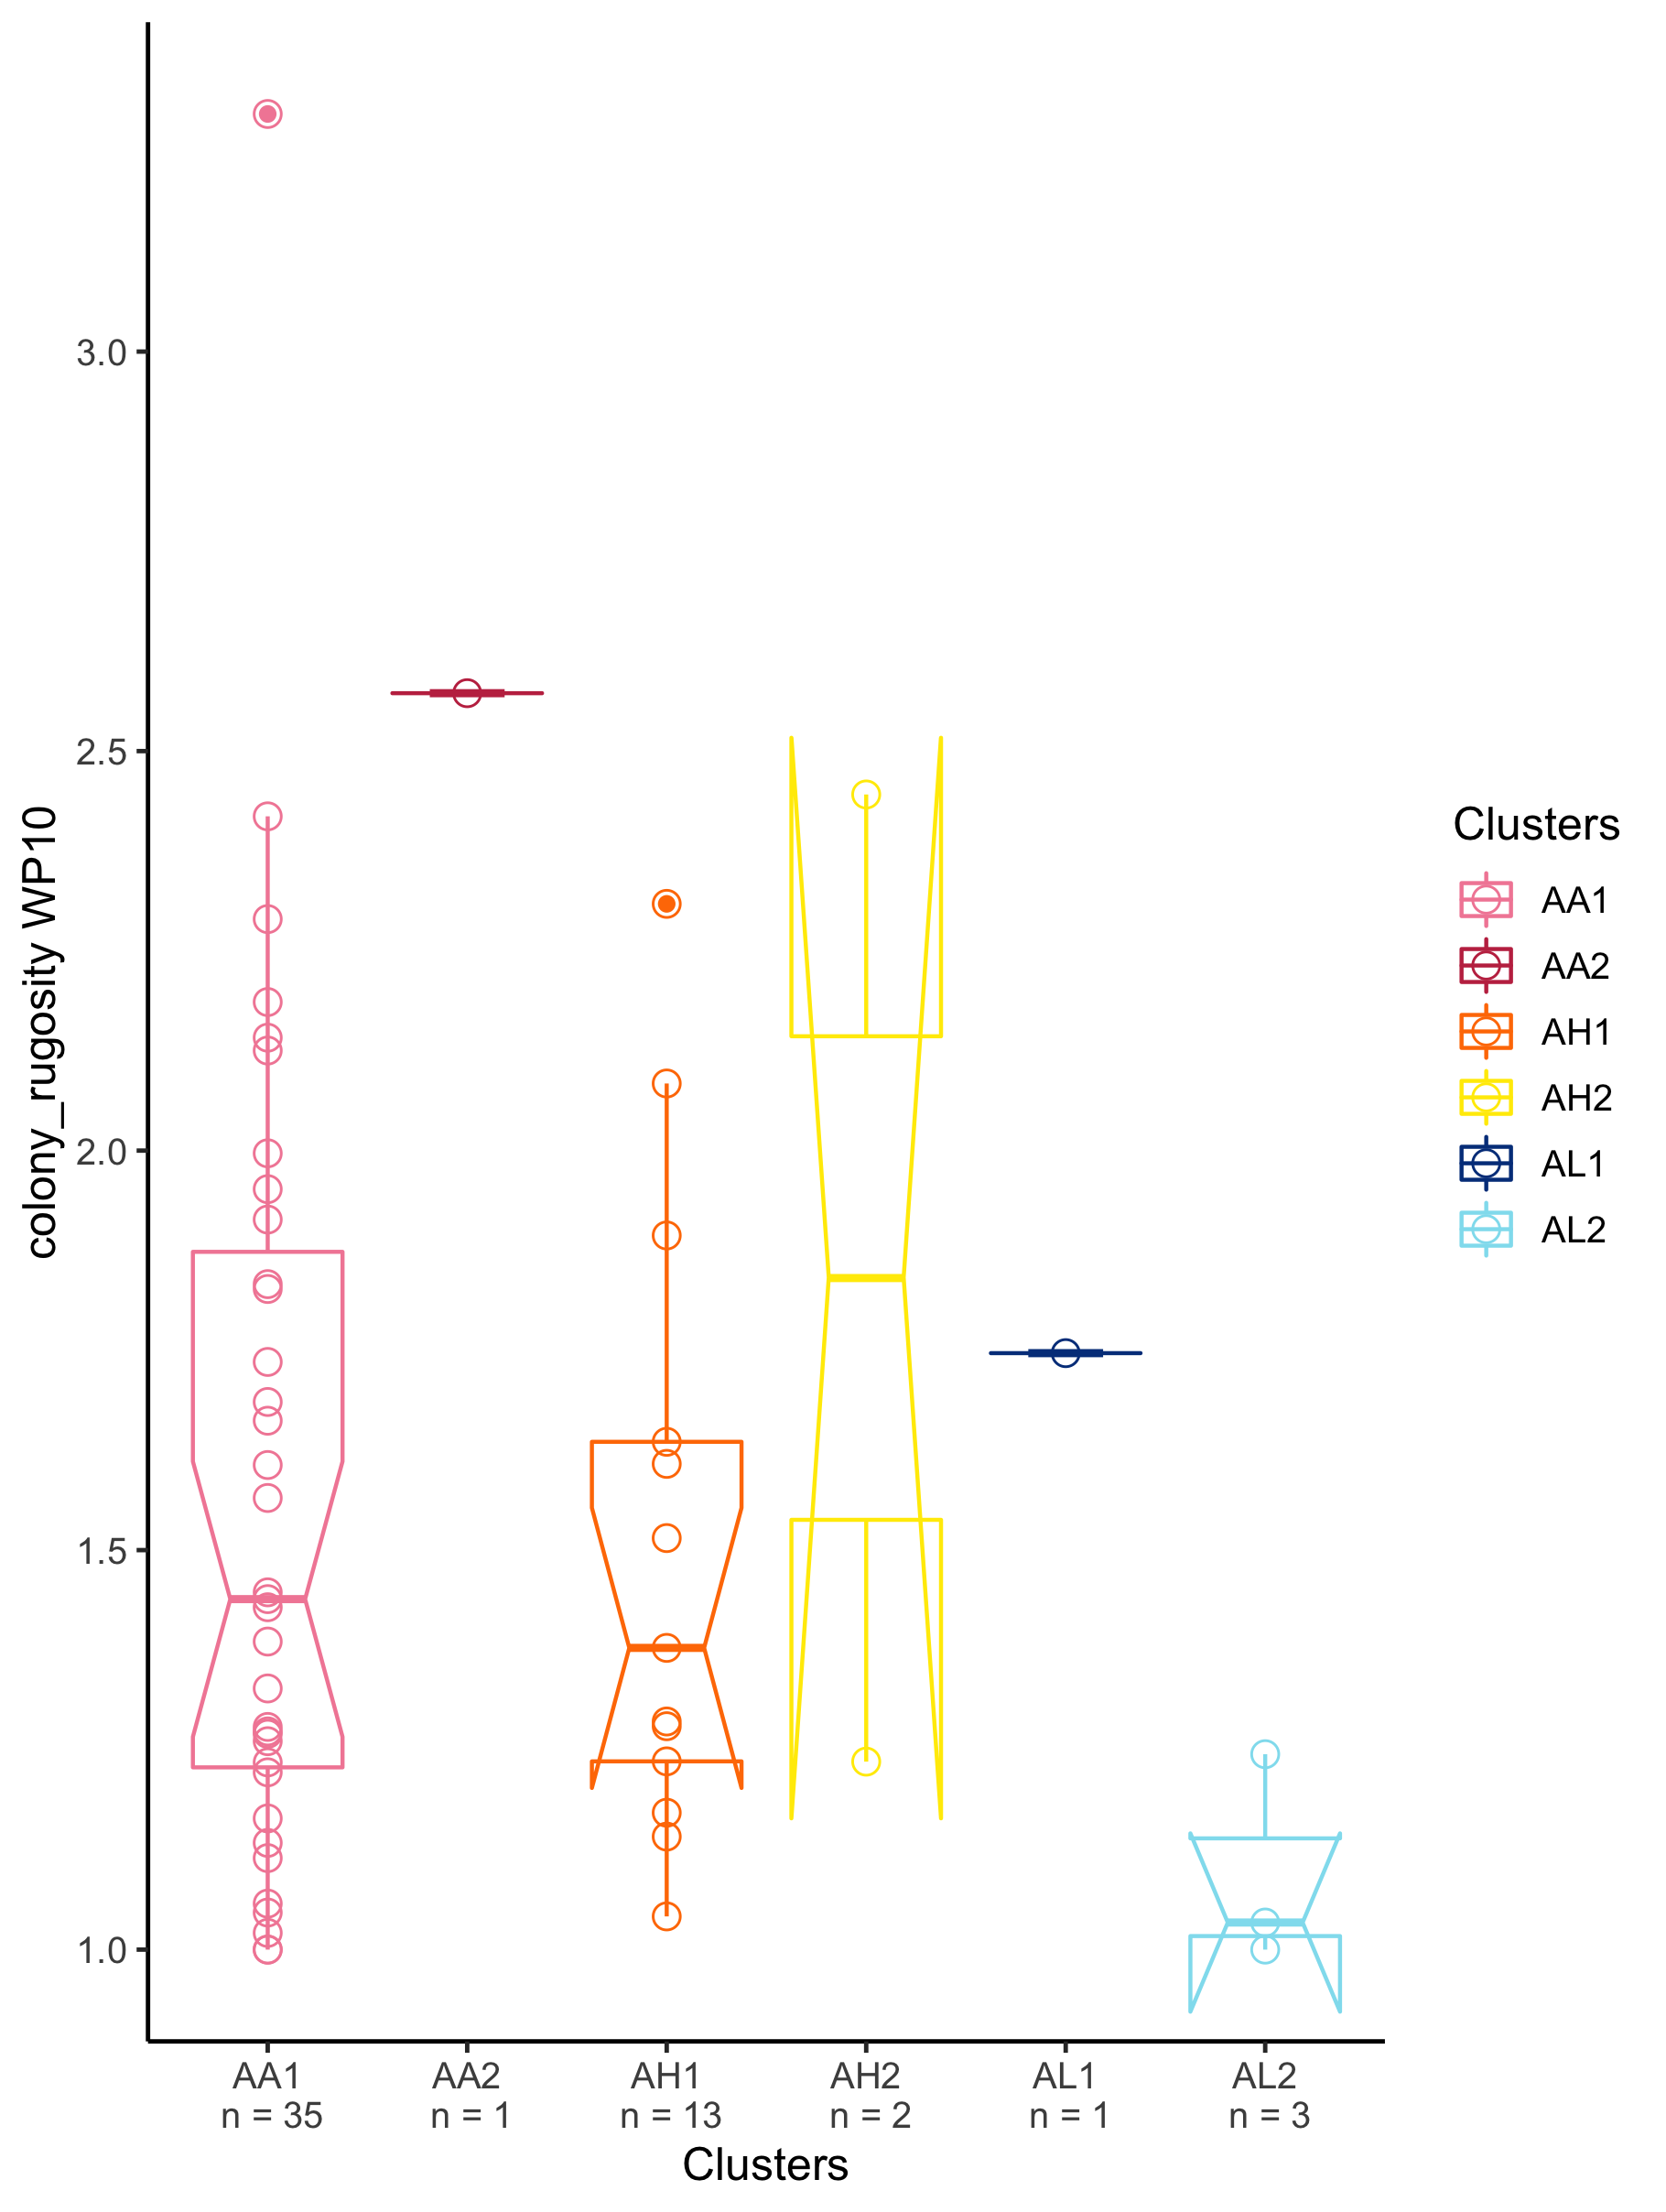 colony_rugosity WP10
3.0
2.5
2.0
1.5
1.0
AA1 AA2 AH1 AH2 AL1 AL2
n = 35 n = 1 n = 13 n = 2 n = 1 n = 3
Clusters
Clusters
AA1
AA2
AH1
AH2
AL1
AL2